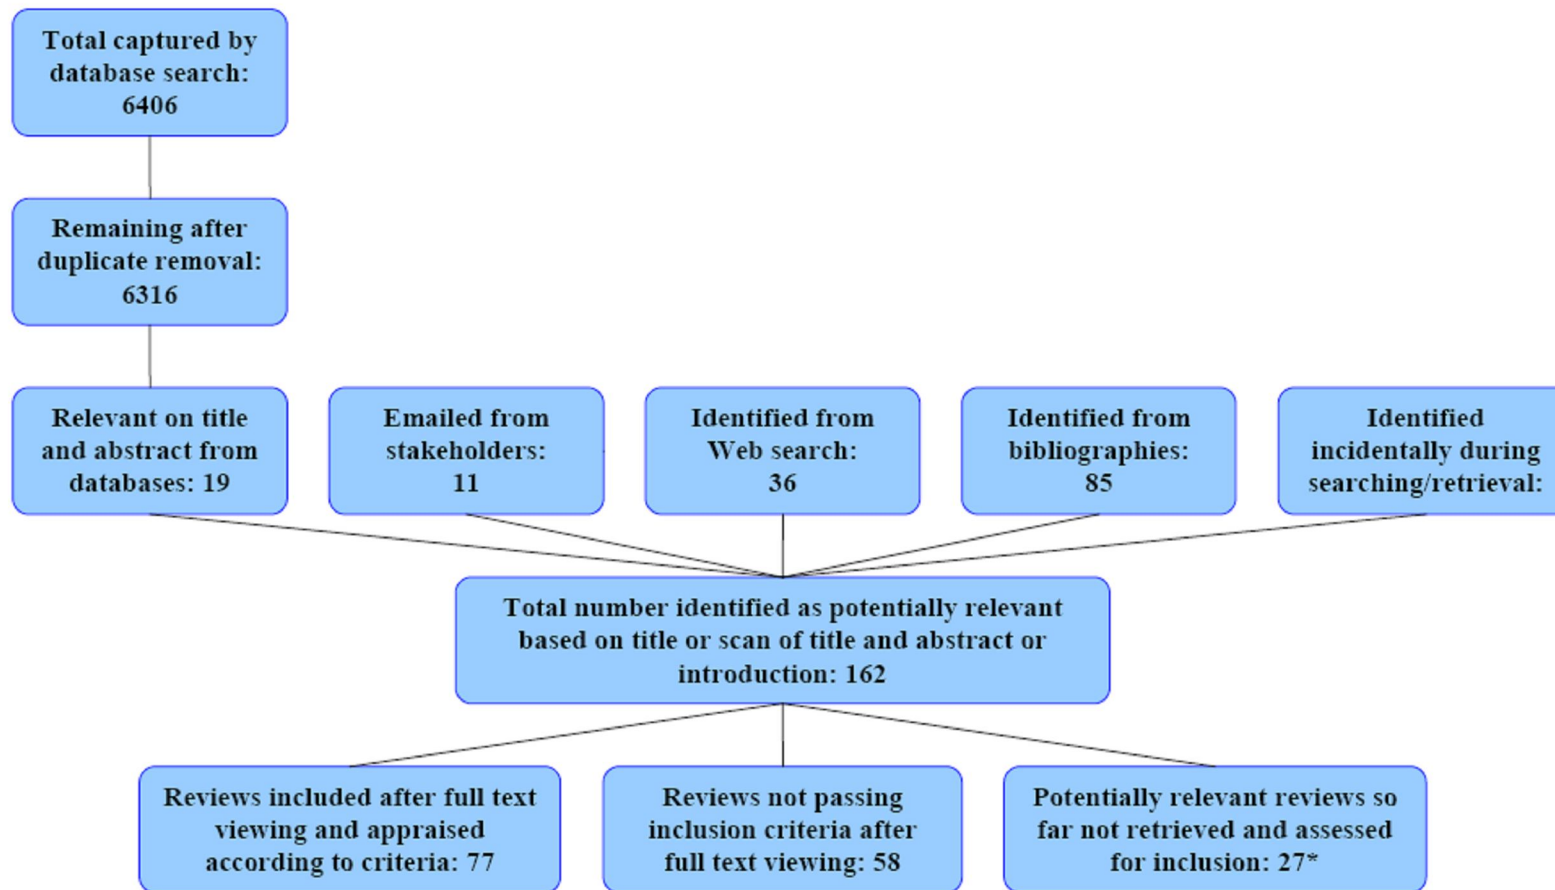 Total captured by
database search:
6406
Remaining after
duplicate removal:
6316
Relevant on title
and abstract from
databases: 19
Emailed from
stakeholders:
11
Identified from
Web search:
36
Identified from
bibliographies:
85
Identified
incidentally during
searching/retrieval:
Total number identified as potentially relevant
based on title or scan of title and abstract or
introduction: 162
Reviews included after full text
viewing and appraised
according to criteria: 77
Reviews not passing
inclusion criteria after
full text viewing: 58
Potentially relevant reviews so
far not retrieved and assessed
for inclusion: 27*